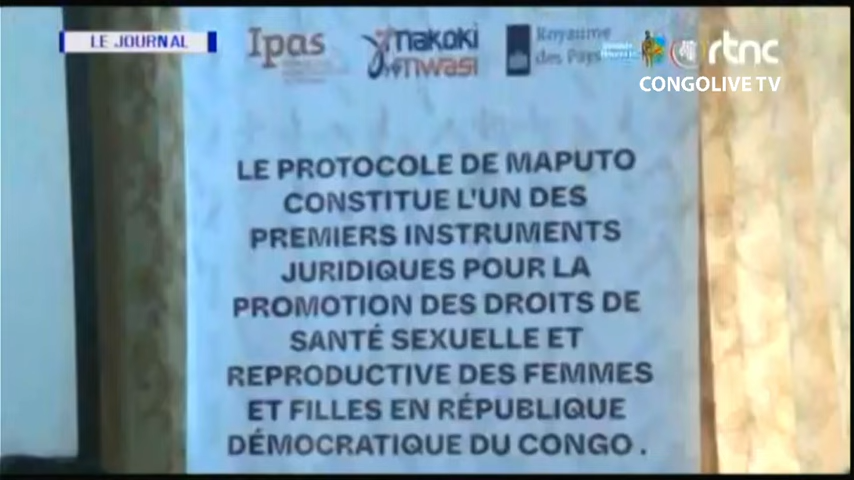 LE JOURNAL
Ipas
makoki
ya mwasi
Royaume
des Pays
rtnc
CONGOLIVE TV
LE PROTOCOLE DE MAPUTO
CONSTITUE L'UN DES
PREMIERS INSTRUMENTS
JURIDIQUES POUR LA
PROMOTION DES DROITS DE
SANTÉ SEXUELLE ET
REPRODUCTIVE DES FEMMES
ET FILLES EN RÉPUBLIQUE
DÉMOCRATIQUE DU CONGO.